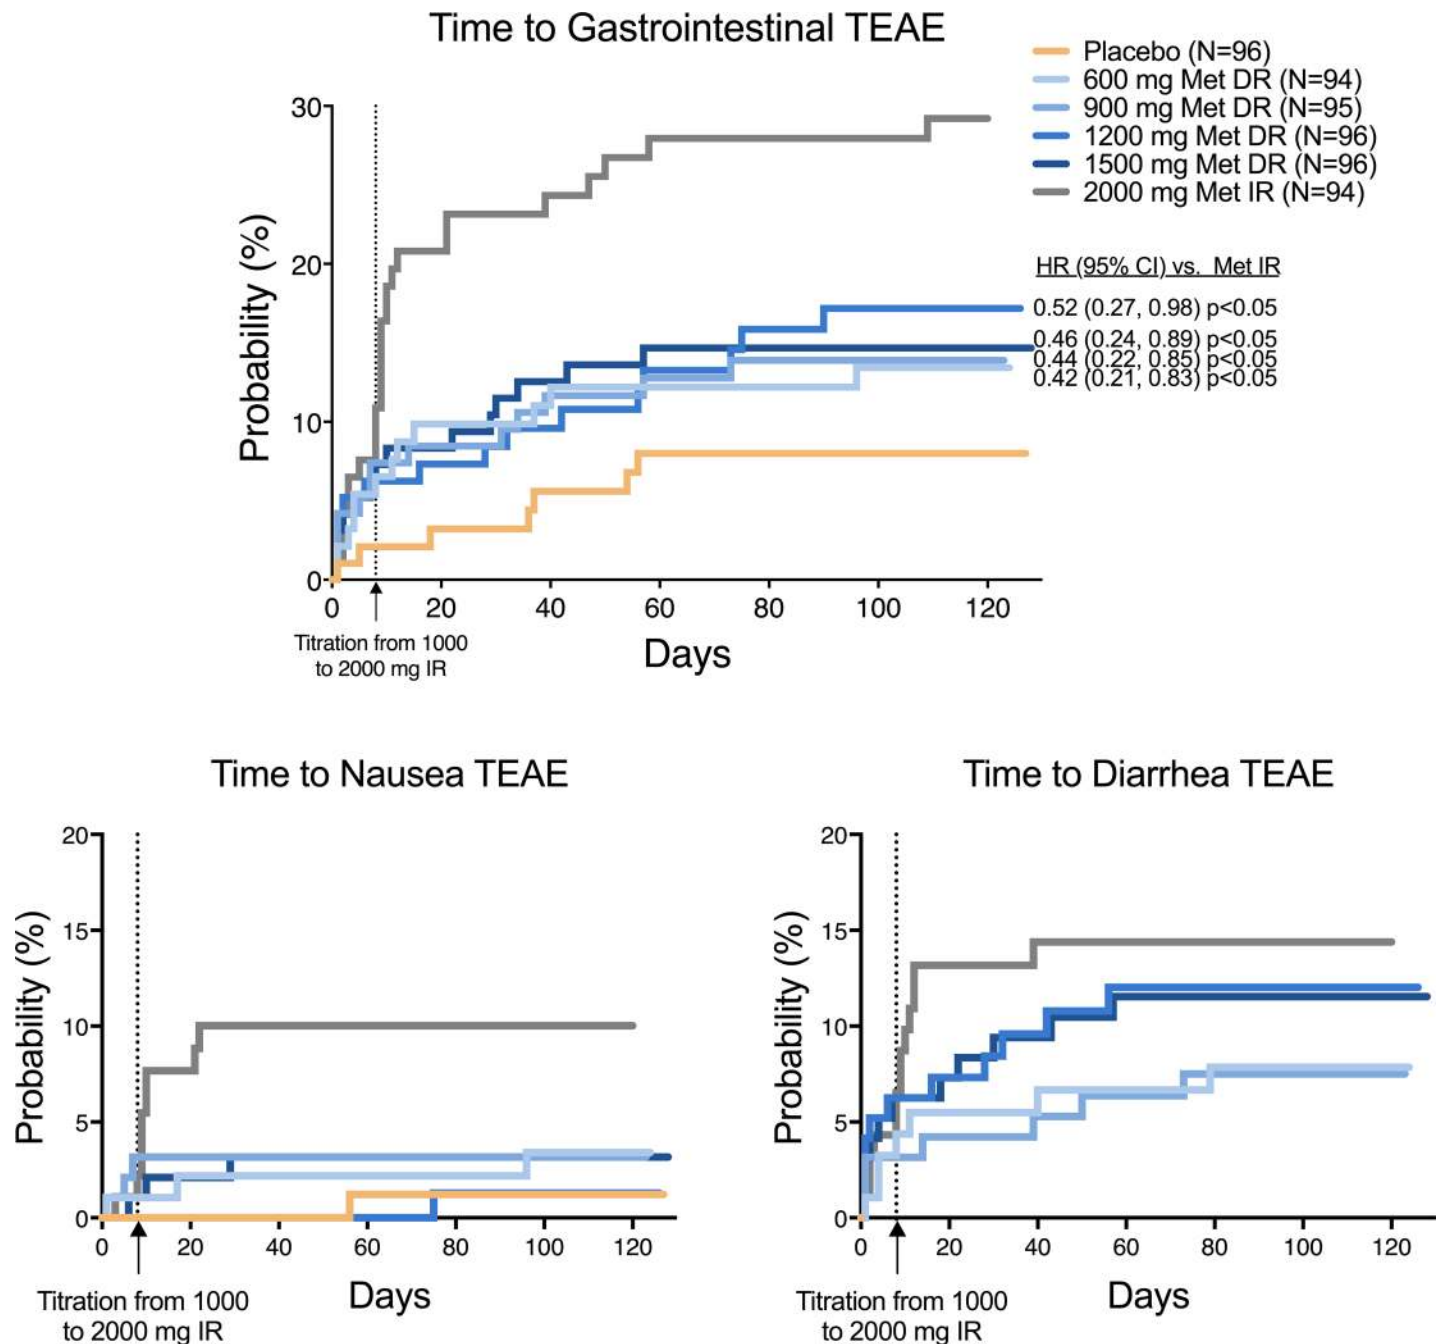 Time to Gastrointestinal TEAE
Placebo (N=96)
600 mg Met DR (N=94)
900 mg Met DR (N=95)
1200 mg Met DR (N=96)
1500 mg Met DR (N=96)
2000 mg Met IR (N=94)
HR (95% CI) vs. Met IR
0.52 (0.27, 0.98) p<0.05
0.46 (0.24, 0.89) p<0.05
0.44 (0.22, 0.85) p<0.05
0.42 (0.21, 0.83) p<0.05
Probability (%)
30
20
10
0
0 20 40 60 80 100 120
Titration from 1000
to 2000 mg IR
Days
Time to Nausea TEAE
Probability (%)
20
15
10
5
0
0 20 40 60 80 100 120
Titration from 1000
to 2000 mg IR
Days
Time to Diarrhea TEAE
Probability (%)
20
15
10
5
0
0 20 40 60 80 100 120
Titration from 1000
to 2000 mg IR
Days